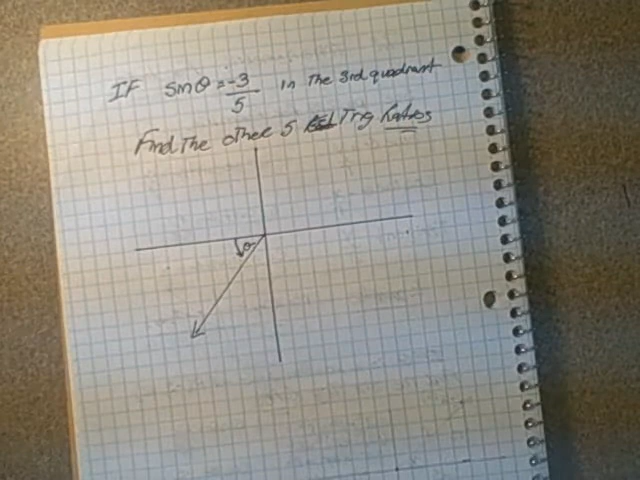 IF sinθ = -3/5 in the 3rd quadrant
Find The other 5 Trig Ratios
θ